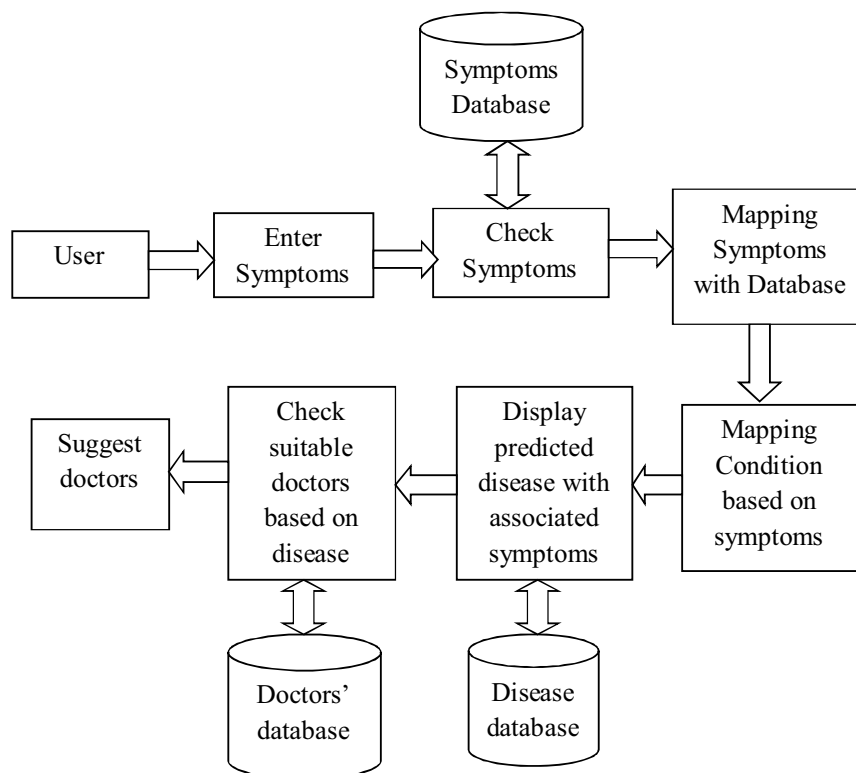 Symptoms
Database
User
Enter
Symptoms
Check
Symptoms
Mapping
Symptoms
with Database
Mapping
Condition
based on
symptoms
Display
predicted
disease with
associated
symptoms
Check
suitable
doctors
based on
disease
Suggest
doctors
Doctors’
database
Disease
database